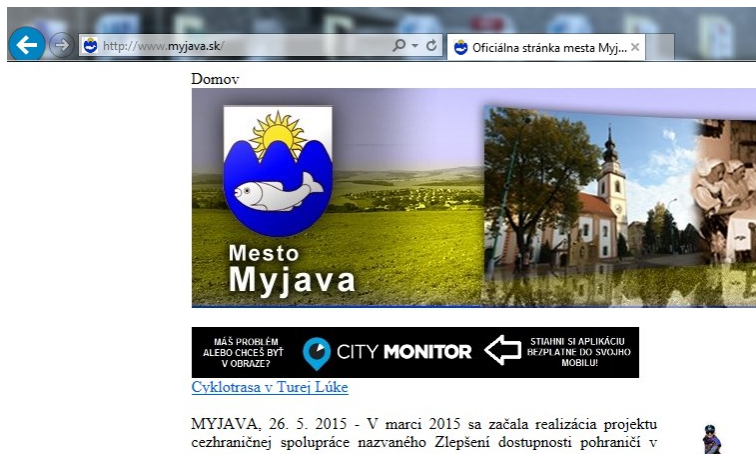 http://www.myjava.sk/
Oficiálna stránka mesta Myj...
Domov
Mesto
Myjava
MÁŠ PROBLÉM
ALEBO CHCEŠ BYŤ
V OBRAZE?
CITY MONITOR
STIAHNI SI APLIKÁCIU
BEZPLATNE DO SVOJHO
MOBILU!
Cyklotrasa v Turej Lúke
MYJAVA, 26. 5. 2015 - V marci 2015 sa začala realizácia projektu
cezhraničnej spolupráce nazvaného Zlepšení dostupnosti pohraničí v